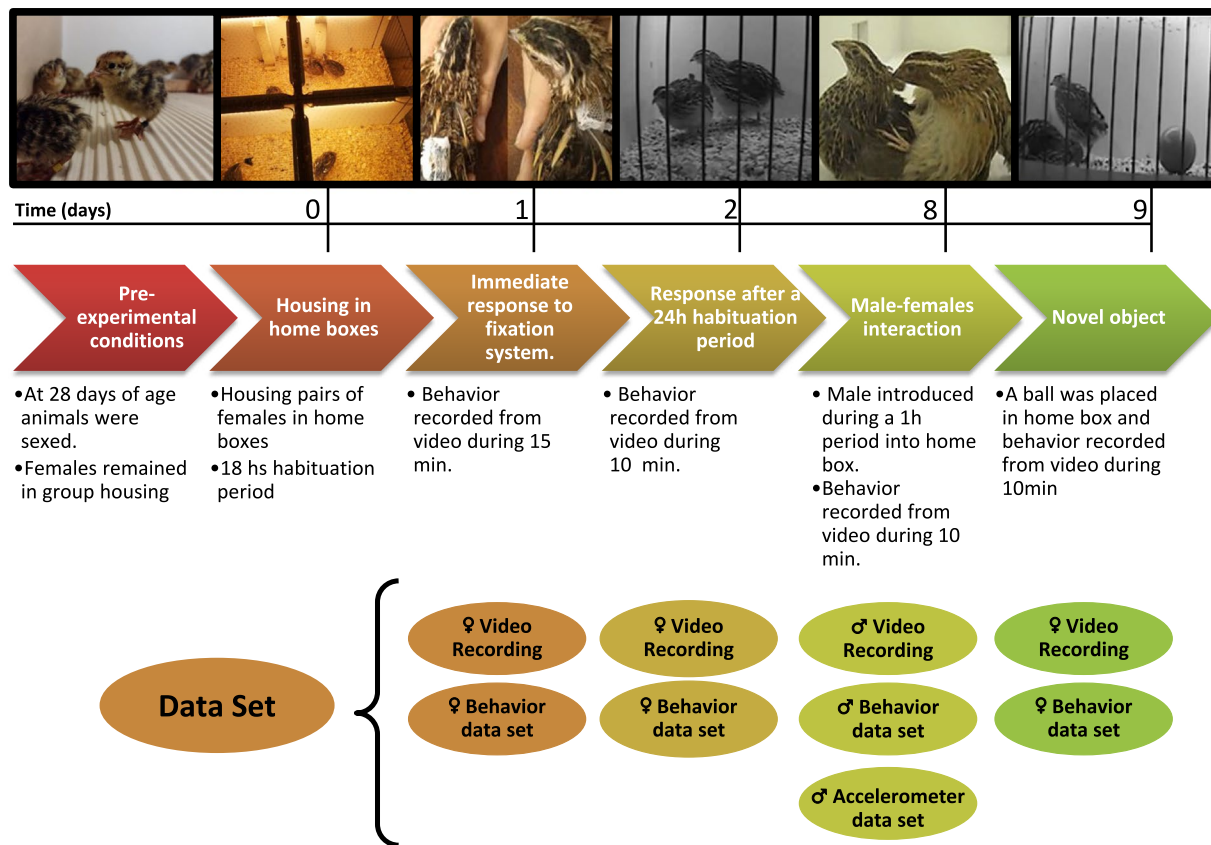 Time (days)
0
1
2
8
9
Pre-
experimental
conditions
Housing in
home boxes
Immediate
response to
fixation
system.
Response after a
24h habituation
period
Male-females
interaction
Novel object
•At 28 days of age
animals were
sexed.
•Females remained
in group housing
•Housing pairs of
females in home
boxes
•18 hs habituation
period
• Behavior
recorded from
video during 15
min.
• Behavior
recorded from
video during
10 min.
• Male introduced
during a 1h
period into home
box.
•Behavior
recorded from
video during 10
min.
•A ball was placed
in home box and
behavior recorded
from video during
10min
Data Set
♀ Video
Recording
♀ Video
Recording
♂ Video
Recording
♀ Video
Recording
♀ Behavior
data set
♀ Behavior
data set
♂ Behavior
data set
♀ Behavior
data set
♂ Accelerometer
data set